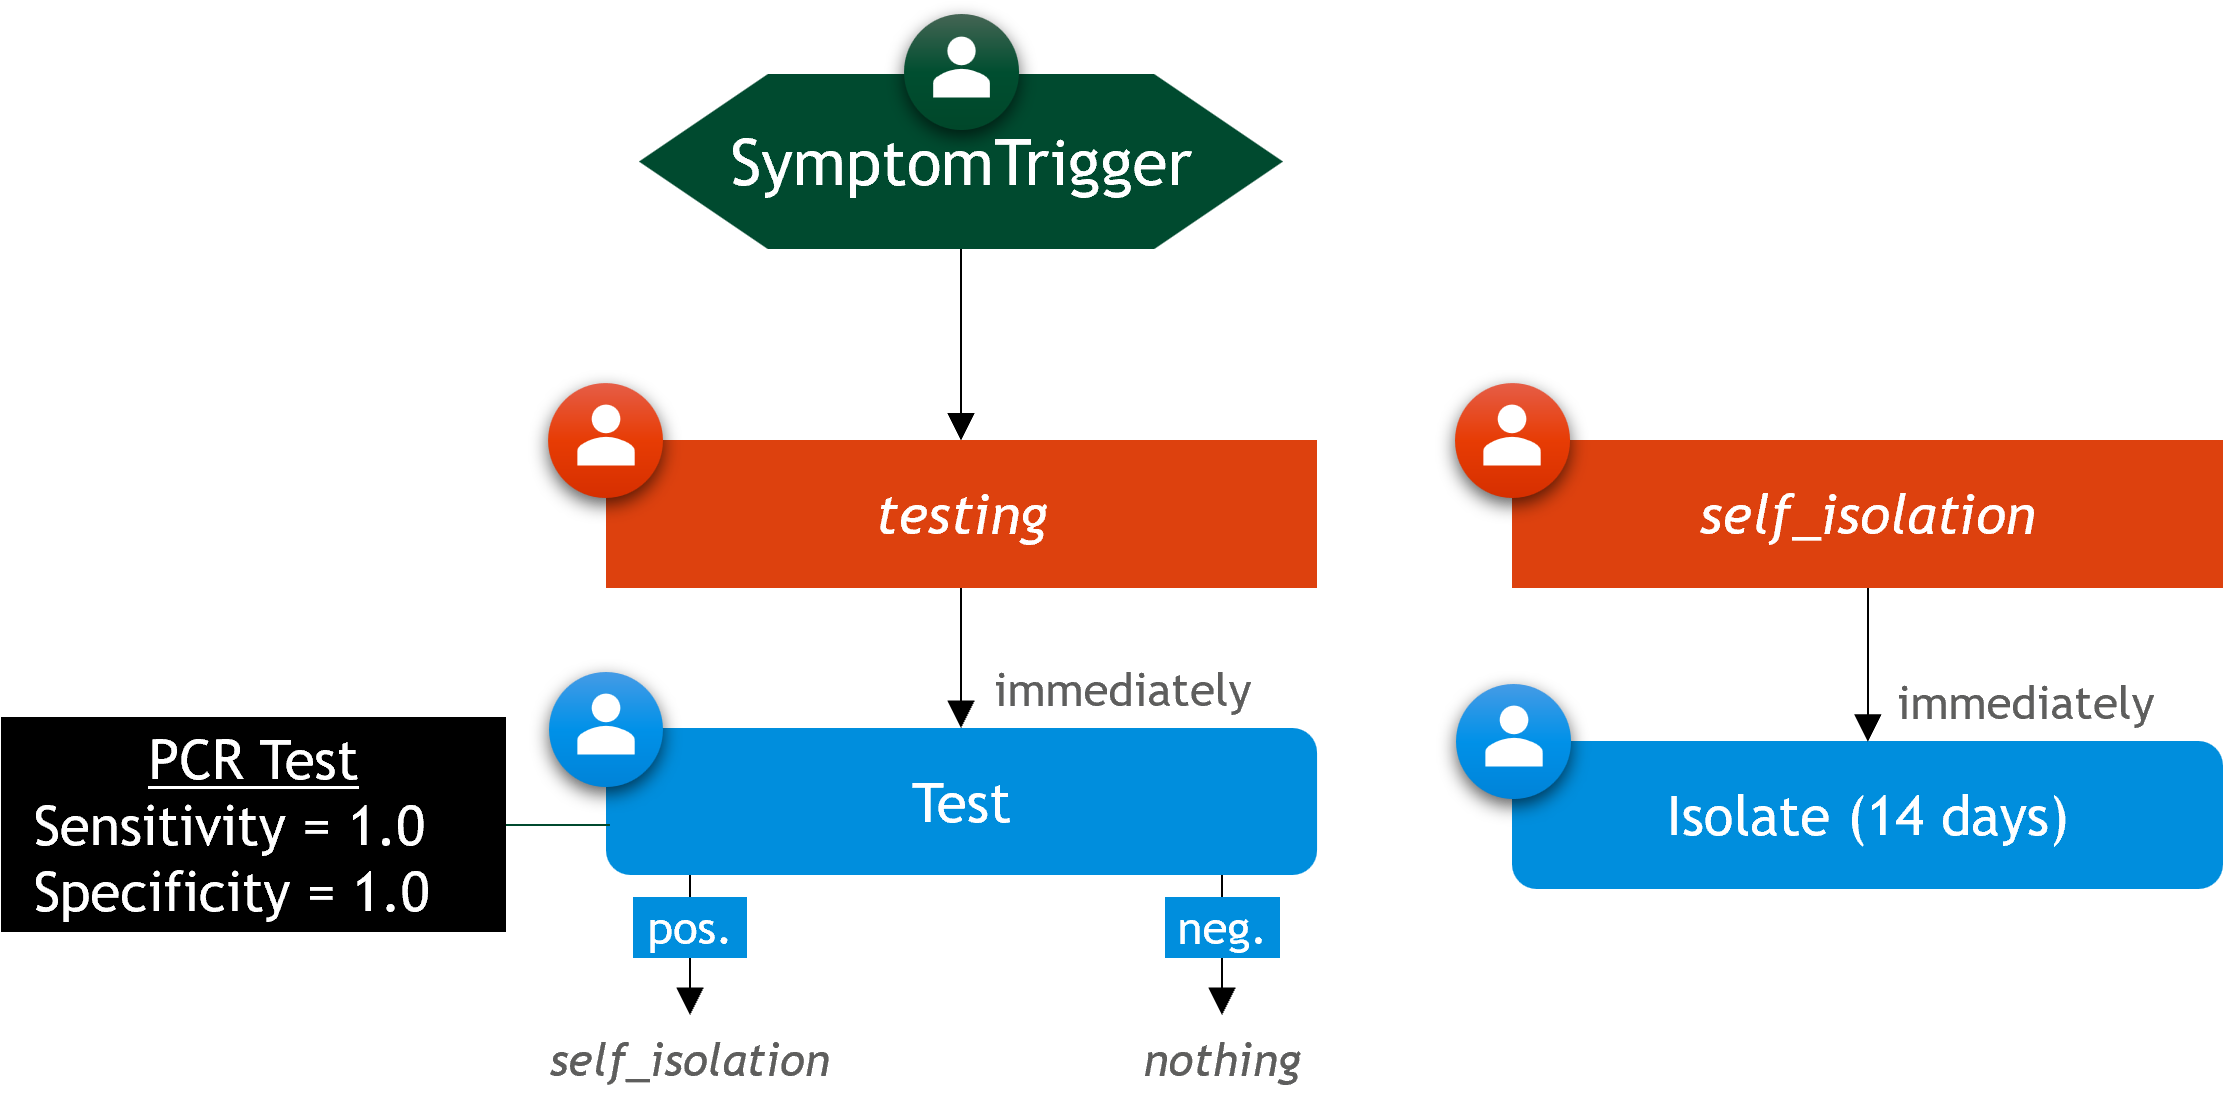 SymptomTrigger
testing
self_isolation
immediately
immediately
PCR Test
Sensitivity = 1.0
Specificity = 1.0
Test
Isolate (14 days)
pos.
neg.
self_isolation
nothing